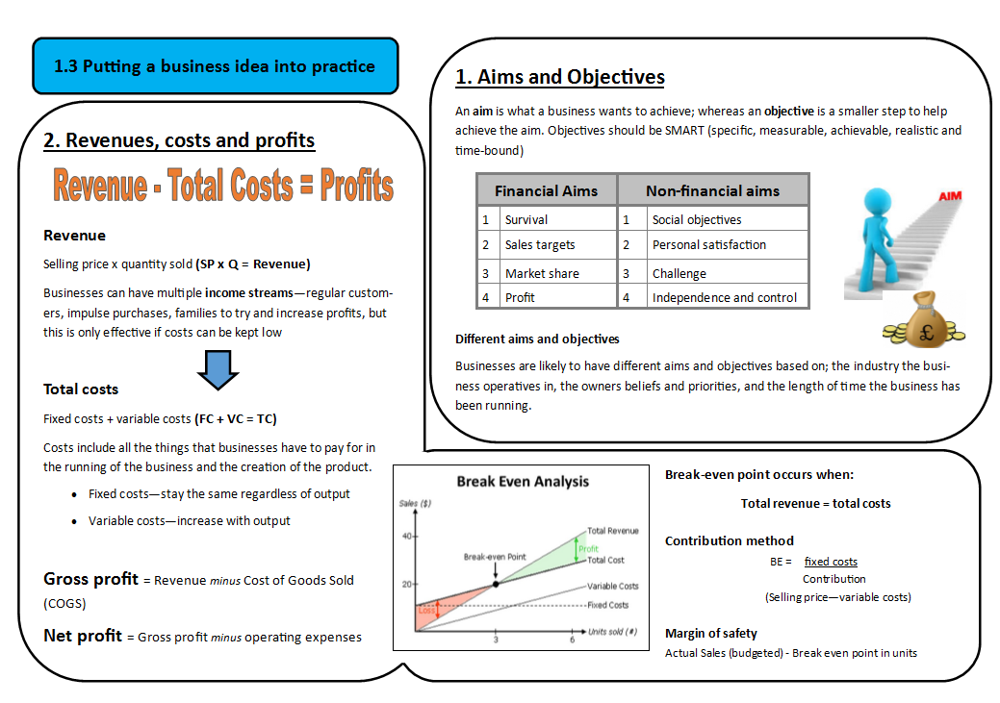 1.3 Putting a business idea into practice
1. Aims and Objectives
An aim is what a business wants to achieve; whereas an objective is a smaller step to help
achieve the aim. Objectives should be SMART (specific, measurable, achievable, realistic and
time-bound)
Financial Aims Non-financial aims
1 Survival 1 Social objectives
2 Sales targets 2 Personal satisfaction
3 Market share 3 Challenge
4 Profit 4 Independence and control
AIM
£
Different aims and objectives
Businesses are likely to have different aims and objectives based on; the industry the busi-
ness operatives in, the owners beliefs and priorities, and the length of time the business has
been running.
2. Revenues, costs and profits
Revenue - Total Costs = Profits
Revenue
Selling price x quantity sold (SP x Q = Revenue)
Businesses can have multiple income streams—regular custom-
ers, impulse purchases, families to try and increase profits, but
this is only effective if costs can be kept low
Total costs
Fixed costs + variable costs (FC + VC = TC)
Costs include all the things that businesses have to pay for in
the running of the business and the creation of the product.
• Fixed costs—stay the same regardless of output
• Variable costs—increase with output
Gross profit = Revenue minus Cost of Goods Sold
(COGS)
Net profit = Gross profit minus operating expenses
Break Even Analysis
Sales ($)
40
20
Break-even Point
Total Revenue
Profit
Total Cost
Variable Costs
Fixed Costs
Loss
3
6
Units sold (#)
Break-even point occurs when:
Total revenue = total costs
Contribution method
BE = fixed costs
Contribution
(Selling price—variable costs)
Margin of safety
Actual Sales (budgeted) - Break even point in units